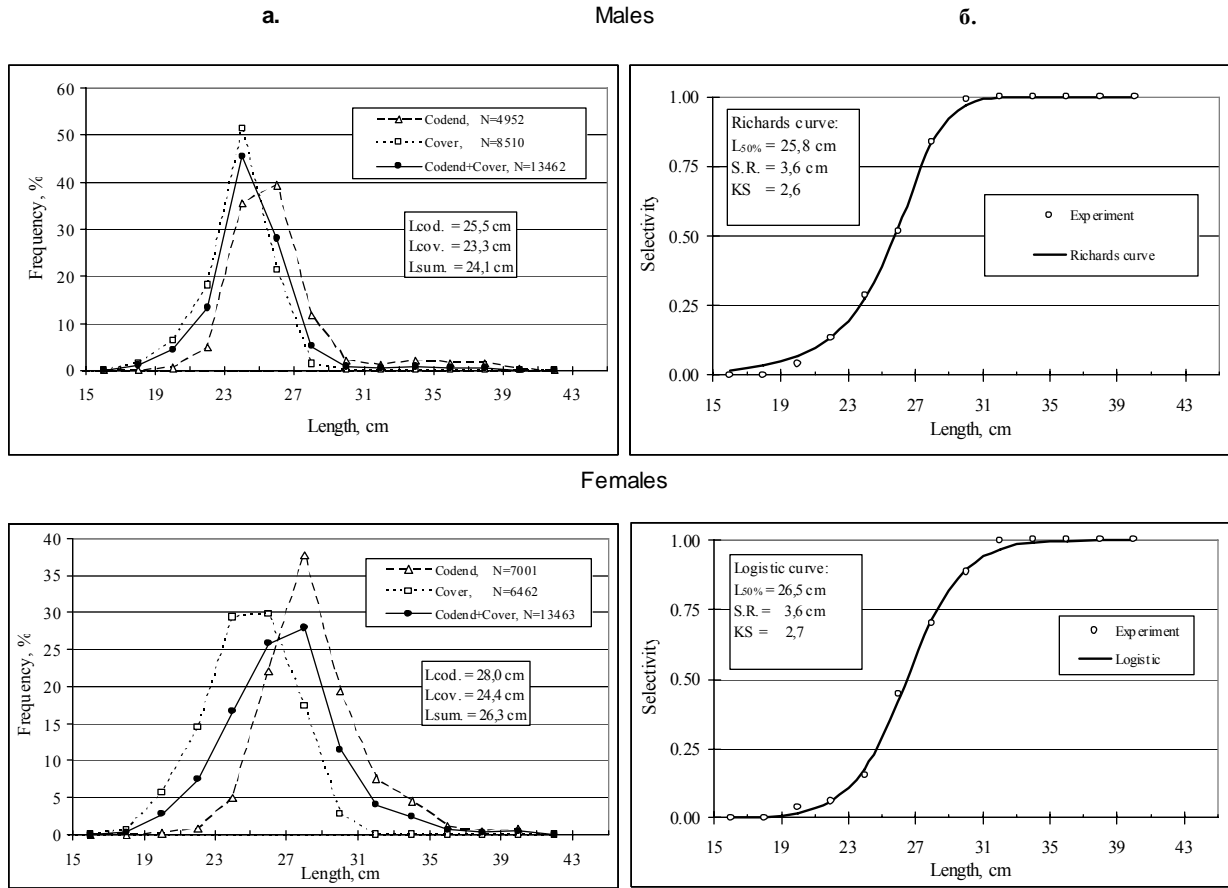 а.
Males
б.
Frequency, %
60
50
40
30
20
10
0
15 19 23 27 31 35 39 43
Length, cm
Codend, N=4952
Cover, N=8510
Codend+Cover, N=13462
Lcod. = 25,5 cm
Lcov. = 23,3 cm
Lsum. = 24,1 cm
Selectivity
1.00
0.75
0.50
0.25
0.00
15 19 23 27 31 35 39 43
Length, cm
Richards curve:
L50% = 25,8 cm
S.R. = 3,6 cm
KS = 2,6
Experiment
Richards curve
Females
Frequency, %
40
35
30
25
20
15
10
5
0
15 19 23 27 31 35 39 43
Length, cm
Codend, N=7001
Cover, N=6462
Codend+Cover, N=13463
Lcod. = 28,0 cm
Lcov. = 24,4 cm
Lsum. = 26,3 cm
Selectivity
1.00
0.75
0.50
0.25
0.00
15 19 23 27 31 35 39 43
Length, cm
Logistic curve:
L50% = 26,5 cm
S.R. = 3,6 cm
KS = 2,7
Experiment
Logistic